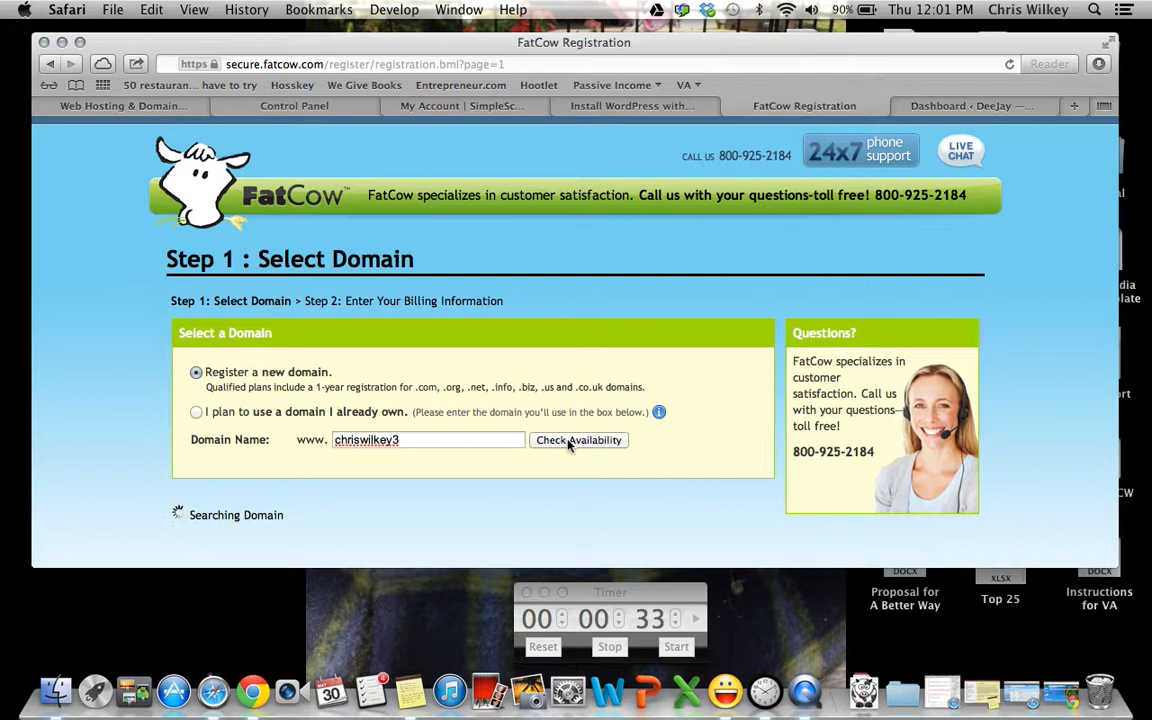 Safari File Edit View History Bookmarks Develop Window Help 90% Thu 12:01 PM Chris Wilkey
FatCow Registration
https secure.fatcow.com/register/registration.bml?page=1 Reader
50 restauran... have to try Hosskey We Give Books Entrepreneur.com Hootlet Passive Income VA
Web Hosting & Domain... Control Panel My Account | SimpleSc... Install WordPress with... FatCow Registration Dashboard ‹ DeeJay —... +
CALL US 800-925-2184 24x7 phone support LIVE CHAT
FatCow™ FatCow specializes in customer satisfaction. Call us with your questions-toll free! 800-925-2184
Step 1 : Select Domain
Step 1: Select Domain > Step 2: Enter Your Billing Information
Select a Domain
Register a new domain.
Qualified plans include a 1-year registration for .com, .org, .net, .info, .biz, .us and .co.uk domains.
I plan to use a domain I already own. (Please enter the domain you'll use in the box below.) i
Domain Name: www. chriswilkey3 Check Availability
Searching Domain
Questions?
FatCow specializes in
customer
satisfaction. Call us
with your questions—
toll free!
800-925-2184
Timer
00 00 33
Reset Stop Start
DOCX XLSX DOCX
Proposal for
A Better Way
Top 25
Instructions
for VA
MAY
30
4